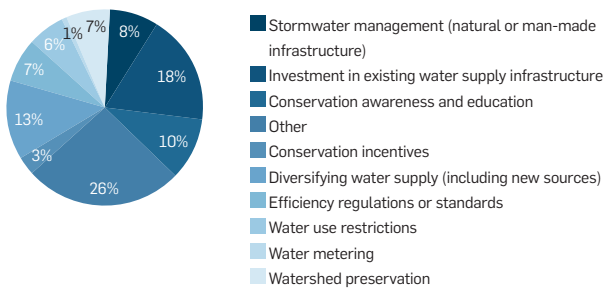 8%
18%
10%
26%
3%
13%
7%
6%
1%
7%
Stormwater management (natural or man-made
infrastructure)
Investment in existing water supply infrastructure
Conservation awareness and education
Other
Conservation incentives
Diversifying water supply (including new sources)
Efficiency regulations or standards
Water use restrictions
Water metering
Watershed preservation